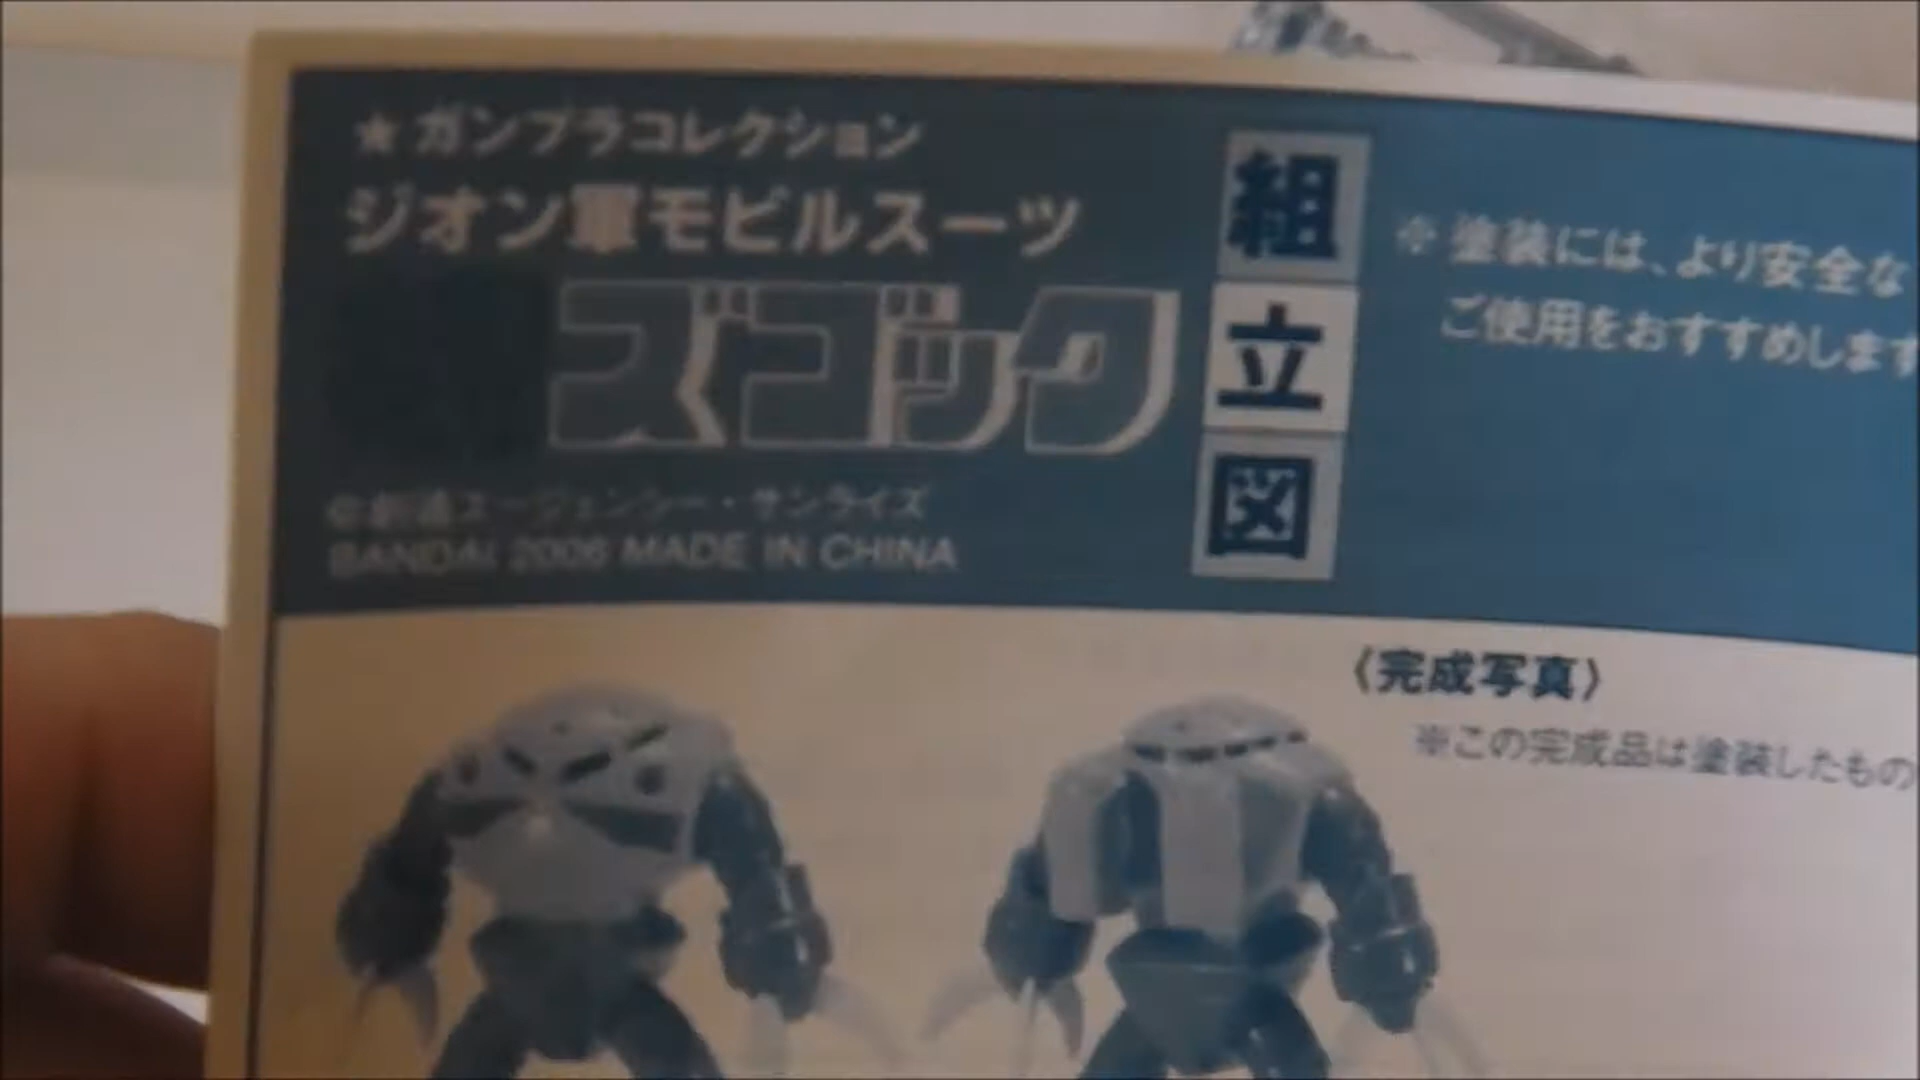 ★ガンプラコレクション
ジオン軍モビルスーツ
ズゴック
©創通エージェンシー・サンライズ
BANDAI 2006 MADE IN CHINA
組立図
※塗装には、より安全な
ご使用をおすすめします
〈完成写真〉
※この完成品は塗装したもの